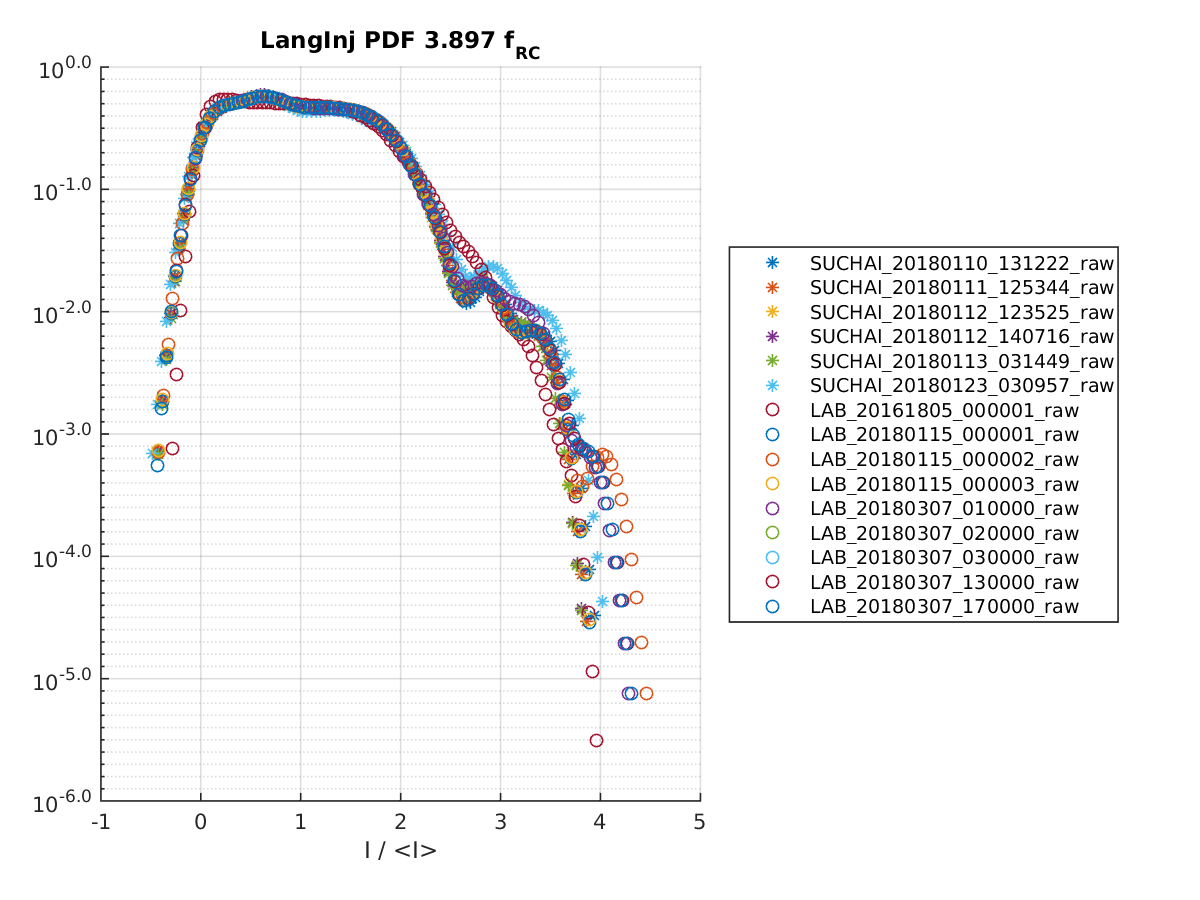 LangInj PDF 3.897 fRC
10^0.0
10^-1.0
10^-2.0
10^-3.0
10^-4.0
10^-5.0
10^-6.0
-1 0 1 2 3 4 5
I / <I>
SUCHAI_20180110_131222_raw
SUCHAI_20180111_125344_raw
SUCHAI_20180112_123525_raw
SUCHAI_20180112_140716_raw
SUCHAI_20180113_031449_raw
SUCHAI_20180123_030957_raw
LAB_20161805_000001_raw
LAB_20180115_000001_raw
LAB_20180115_000002_raw
LAB_20180115_000003_raw
LAB_20180307_010000_raw
LAB_20180307_020000_raw
LAB_20180307_030000_raw
LAB_20180307_130000_raw
LAB_20180307_170000_raw